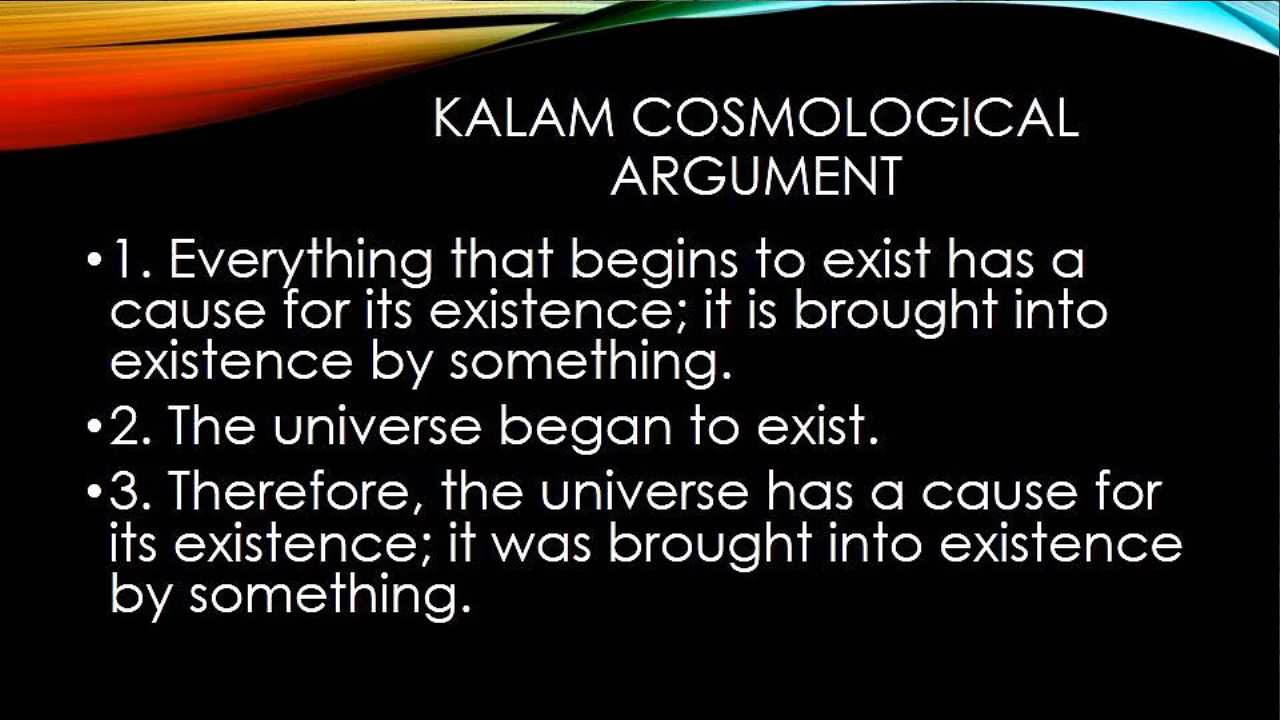 KALAM COSMOLOGICAL
ARGUMENT
•1. Everything that begins to exist has a
cause for its existence; it is brought into
existence by something.
•2. The universe began to exist.
•3. Therefore, the universe has a cause for
its existence; it was brought into existence
by something.